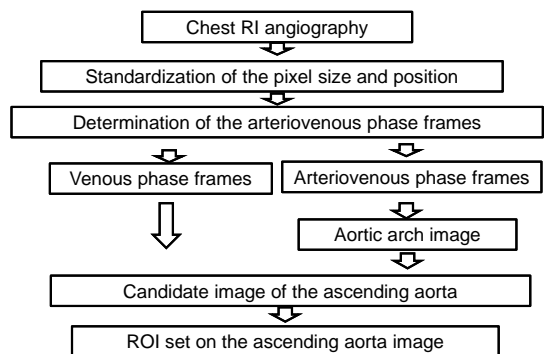 Chest RI angiography
Standardization of the pixel size and position
Determination of the arteriovenous phase frames
Venous phase frames
Arteriovenous phase frames
Aortic arch image
Candidate image of the ascending aorta
ROI set on the ascending aorta image